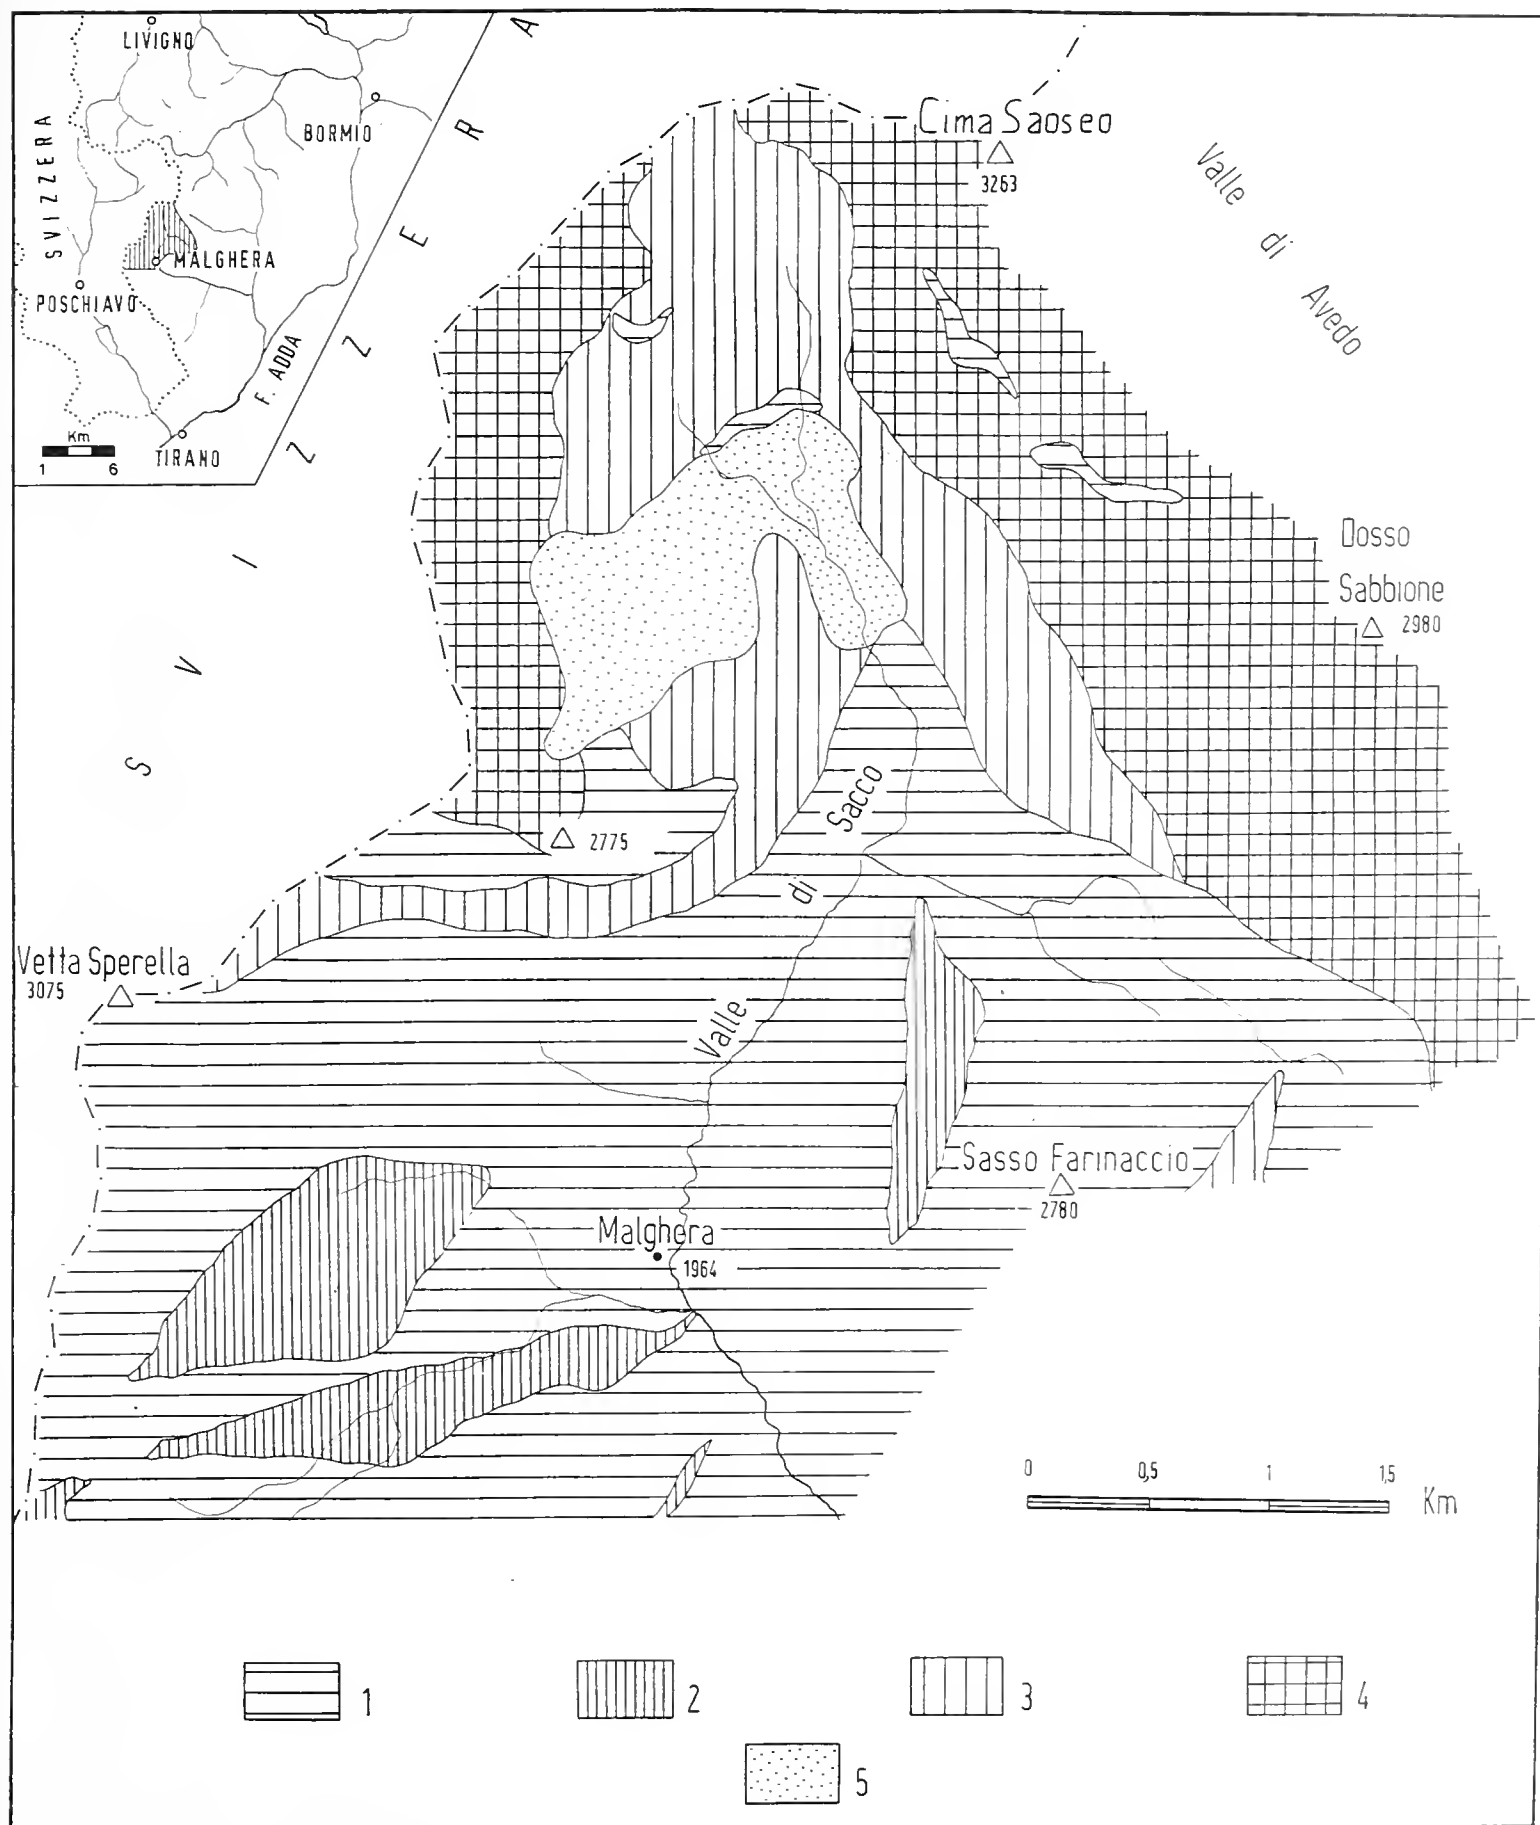 LIVIGNO
BORMIO
SVIZZERA
MALGHERA
POSCHIAVO
F. ADDA
TIRANO
Km
1 6
SVIZZERA
Cima Saoseo
3263
Valle
di
Avedo
Dosso
Sabbione
2980
2775
Valle di Sacco
Vetta Sperella
3075
Sasso Farinaccio
2780
Malghera
1964
0 0,5 1 1,5
Km
1
2
3
4
5